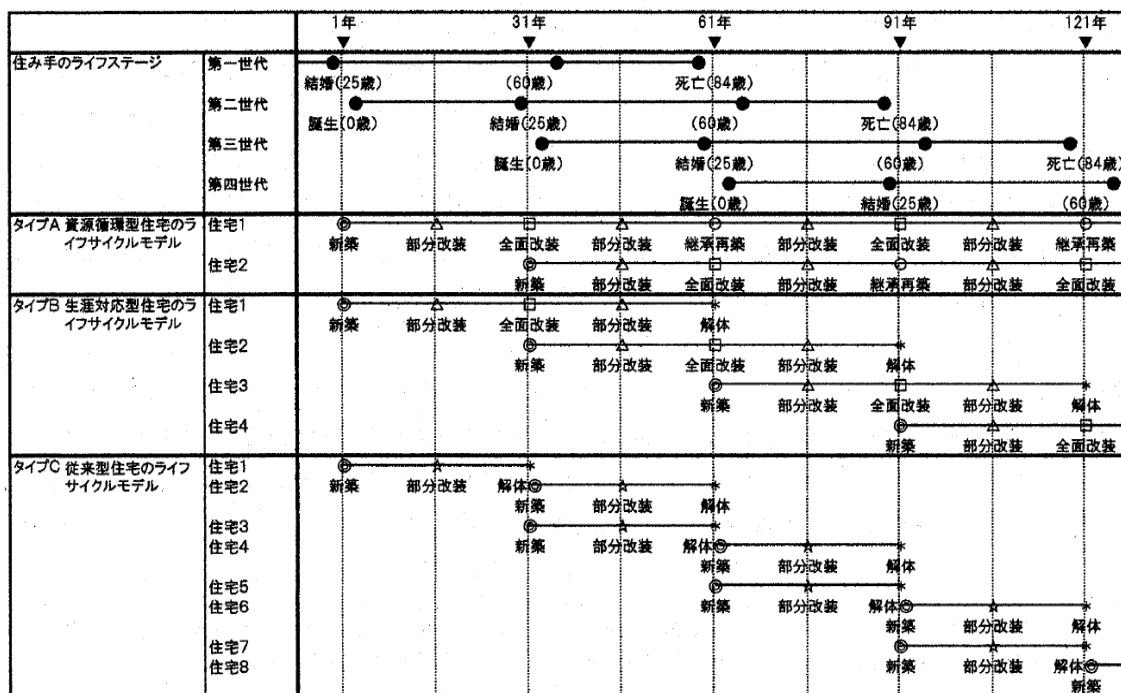 1年 31年 61年 91年 121年
住み手のライフステージ 第一世代
結婚(25歳) (60歳) 死亡(84歳)
第二世代
誕生(0歳) 結婚(25歳) (60歳) 死亡(84歳)
第三世代
誕生(0歳) 結婚(25歳) (60歳) 死亡(84歳)
第四世代
誕生(0歳) 結婚(25歳) (60歳)
タイプA 資源循環型住宅のラ 住宅1
イフサイクルモデル 新築 部分改装 全面改装 部分改装 継承再築 部分改装 全面改装 部分改装 継承再築
住宅2
新築 部分改装 全面改装 部分改装 継承再築 部分改装 全面改装
タイプB 生涯対応型住宅のラ 住宅1
イフサイクルモデル 新築 部分改装 全面改装 部分改装 解体
住宅2
新築 部分改装 全面改装 部分改装 解体
住宅3
新築 部分改装 全面改装 部分改装 解体
住宅4
新築 部分改装 全面改装
タイプC 従来型住宅のライフ 住宅1
サイクルモデル 新築 部分改装 解体
住宅2
新築 部分改装 解体
住宅3
新築 部分改装 解体
住宅4
新築 部分改装 解体
住宅5
新築 部分改装 解体
住宅6
新築 部分改装 解体
住宅7
新築 部分改装 解体
住宅8
新築